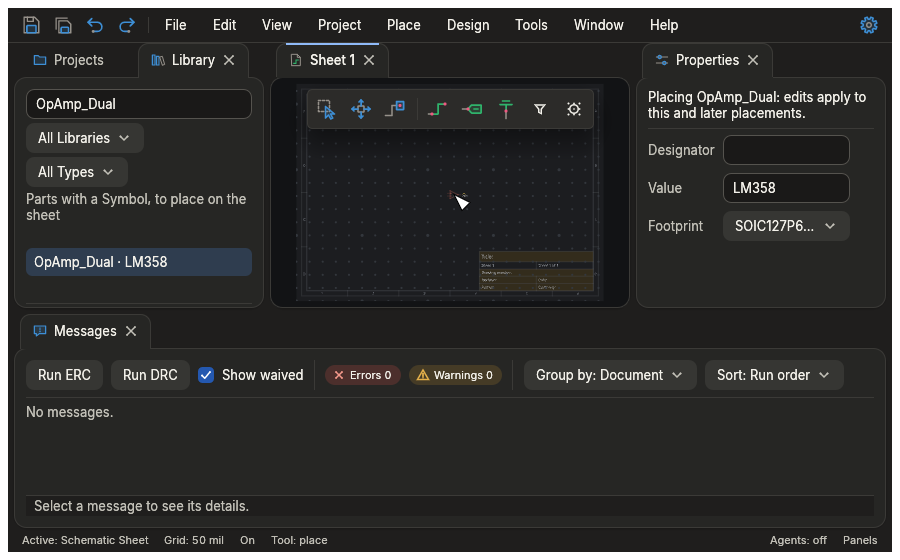 File Edit View Project Place Design Tools Window Help
Projects Library Sheet 1 Properties
OpAmp_Dual
All Libraries
All Types
Parts with a Symbol, to place on the
sheet
OpAmp_Dual · LM358
Placing OpAmp_Dual: edits apply to
this and later placements.
Designator
Value LM358
Footprint SOIC127P6...
Messages
Run ERC Run DRC Show waived Errors 0 Warnings 0 Group by: Document Sort: Run order
No messages.
Select a message to see its details.
Active: Schematic Sheet Grid: 50 mil On Tool: place Agents: off Panels